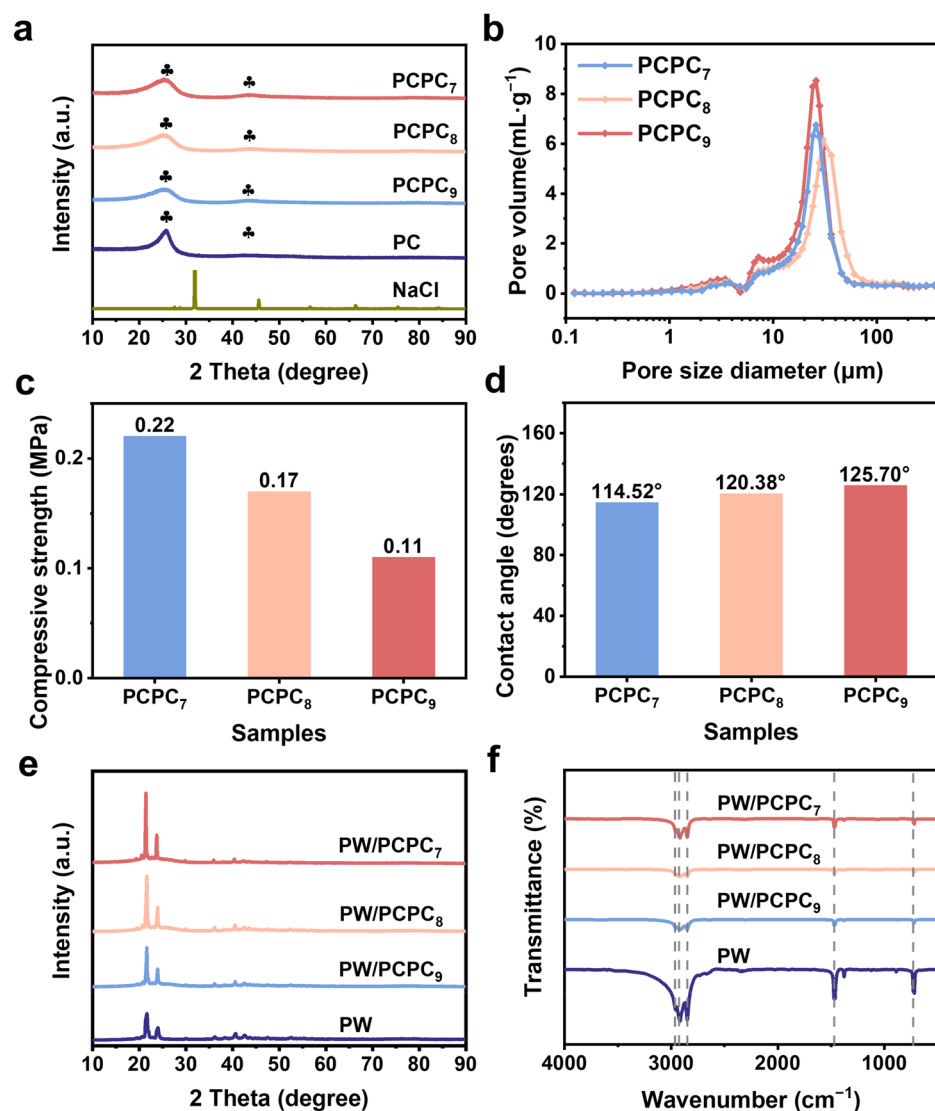 a
Intensity (a.u.)
♣ ♣ PCPC₇
♣ ♣ PCPC₈
♣ ♣ PCPC₉
♣ ♣ PC
NaCl
10 20 30 40 50 60 70 80 90
2 Theta (degree)
b
Pore volume(mL·g⁻¹)
10
8
6
4
2
0
PCPC₇
PCPC₈
PCPC₉
0.1 1 10 100
Pore size diameter (μm)
c
Compressive strength (MPa)
0.2
0.1
0.0
0.22
0.17
0.11
PCPC₇ PCPC₈ PCPC₉
Samples
d
Contact angle (degrees)
160
120
80
40
0
114.52° 120.38° 125.70°
PCPC₇ PCPC₈ PCPC₉
Samples
e
Intensity (a.u.)
PW/PCPC₇
PW/PCPC₈
PW/PCPC₉
PW
10 20 30 40 50 60 70 80 90
2 Theta (degree)
f
Transmittance (%)
PW/PCPC₇
PW/PCPC₈
PW/PCPC₉
PW
4000 3000 2000 1000
Wavenumber (cm⁻¹)